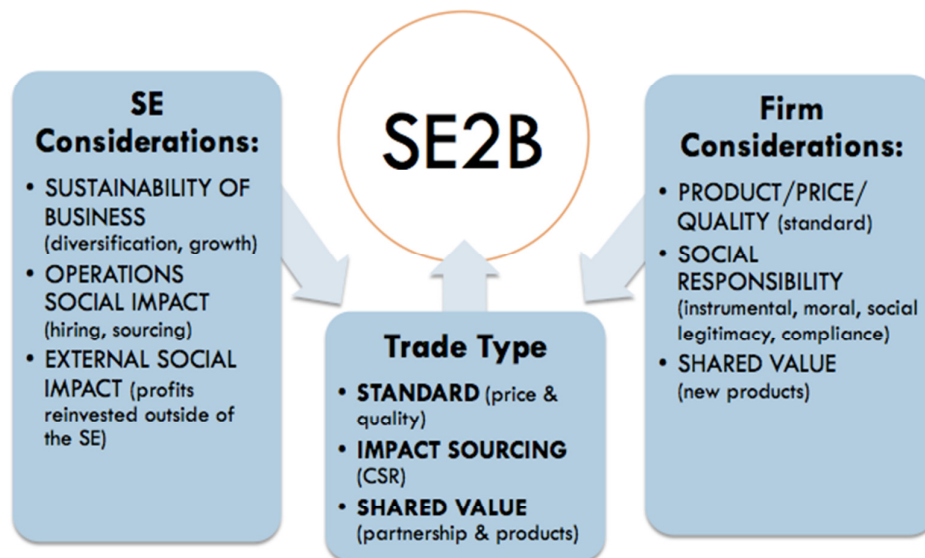 SE2B
SE
Considerations:
• SUSTAINABILITY OF
BUSINESS
(diversification, growth)
• OPERATIONS
SOCIAL IMPACT
(hiring, sourcing)
• EXTERNAL SOCIAL
IMPACT (profits
reinvested outside of
the SE)
Trade Type
• STANDARD (price &
quality)
• IMPACT SOURCING
(CSR)
• SHARED VALUE
(partnership & products)
Firm
Considerations:
• PRODUCT/PRICE/
QUALITY (standard)
• SOCIAL
RESPONSIBILITY
(instrumental, moral, social
legitimacy, compliance)
• SHARED VALUE
(new products)